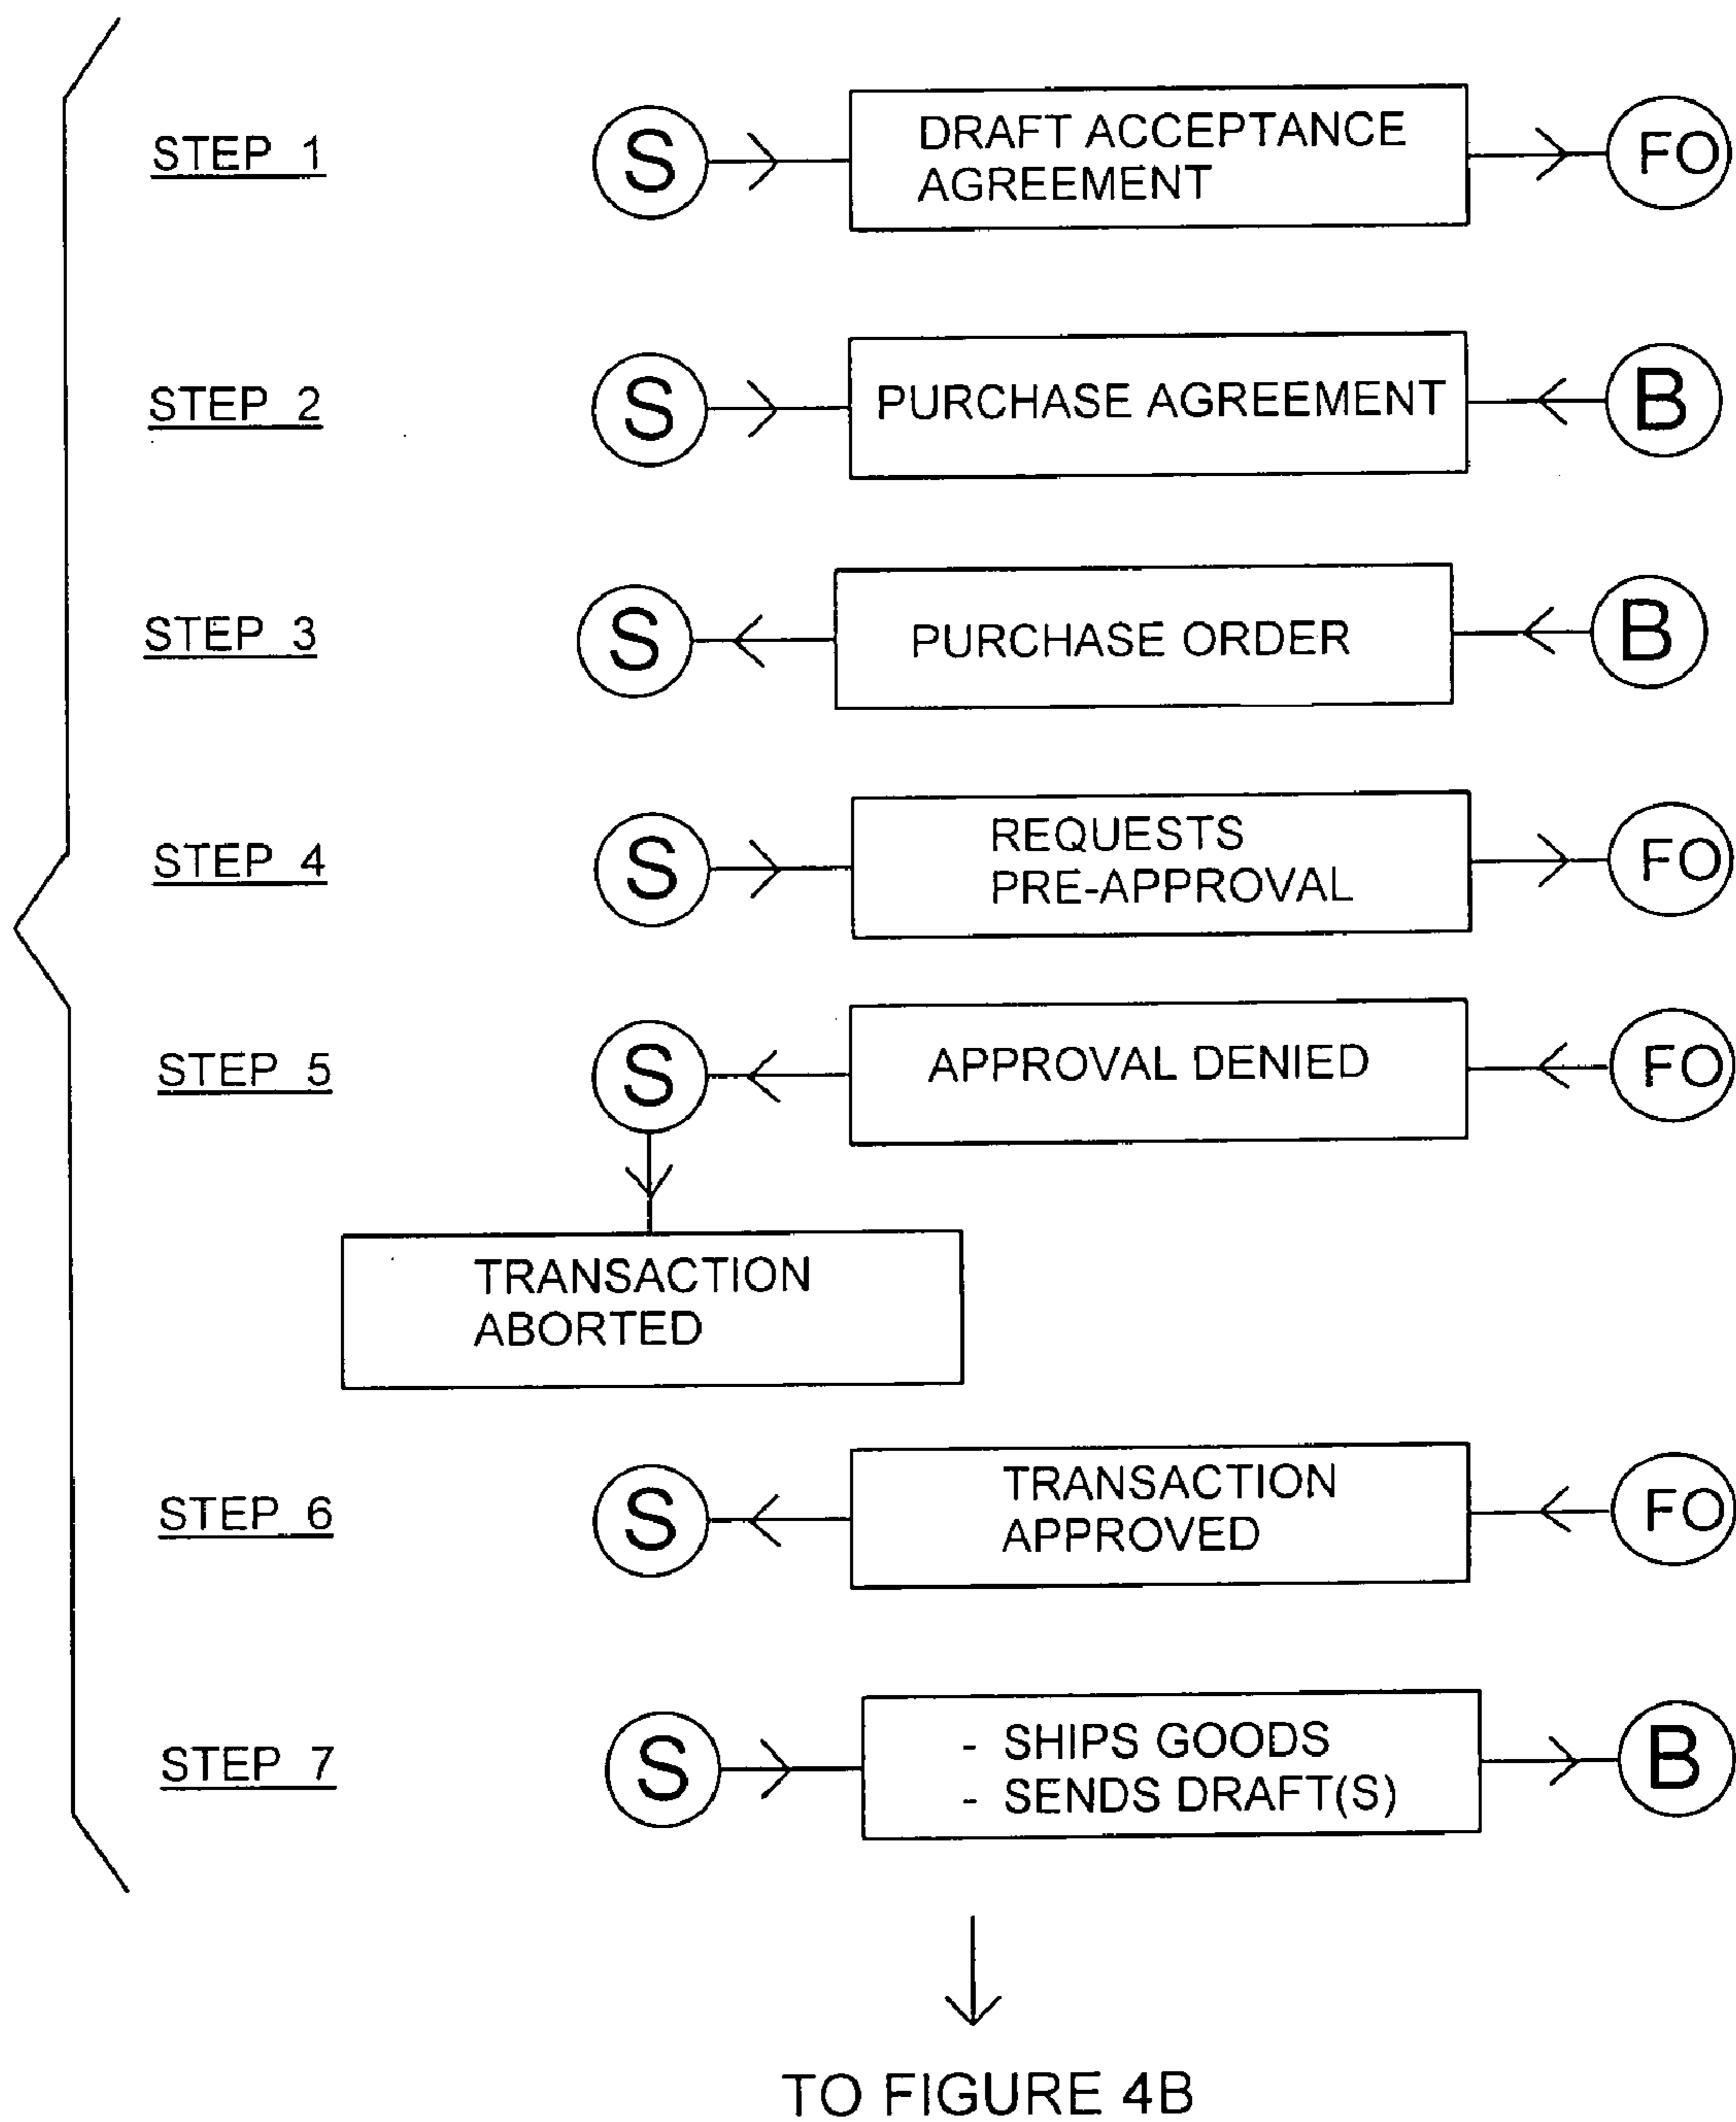 STEP 1
S
DRAFT ACCEPTANCE
AGREEMENT
FO
STEP 2
S
PURCHASE AGREEMENT
B
STEP 3
S
PURCHASE ORDER
B
STEP 4
S
REQUESTS
PRE-APPROVAL
FO
STEP 5
S
APPROVAL DENIED
FO
TRANSACTION
ABORTED
STEP 6
S
TRANSACTION
APPROVED
FO
STEP 7
S
- SHIPS GOODS
- SENDS DRAFT(S)
B
TO FIGURE 4B